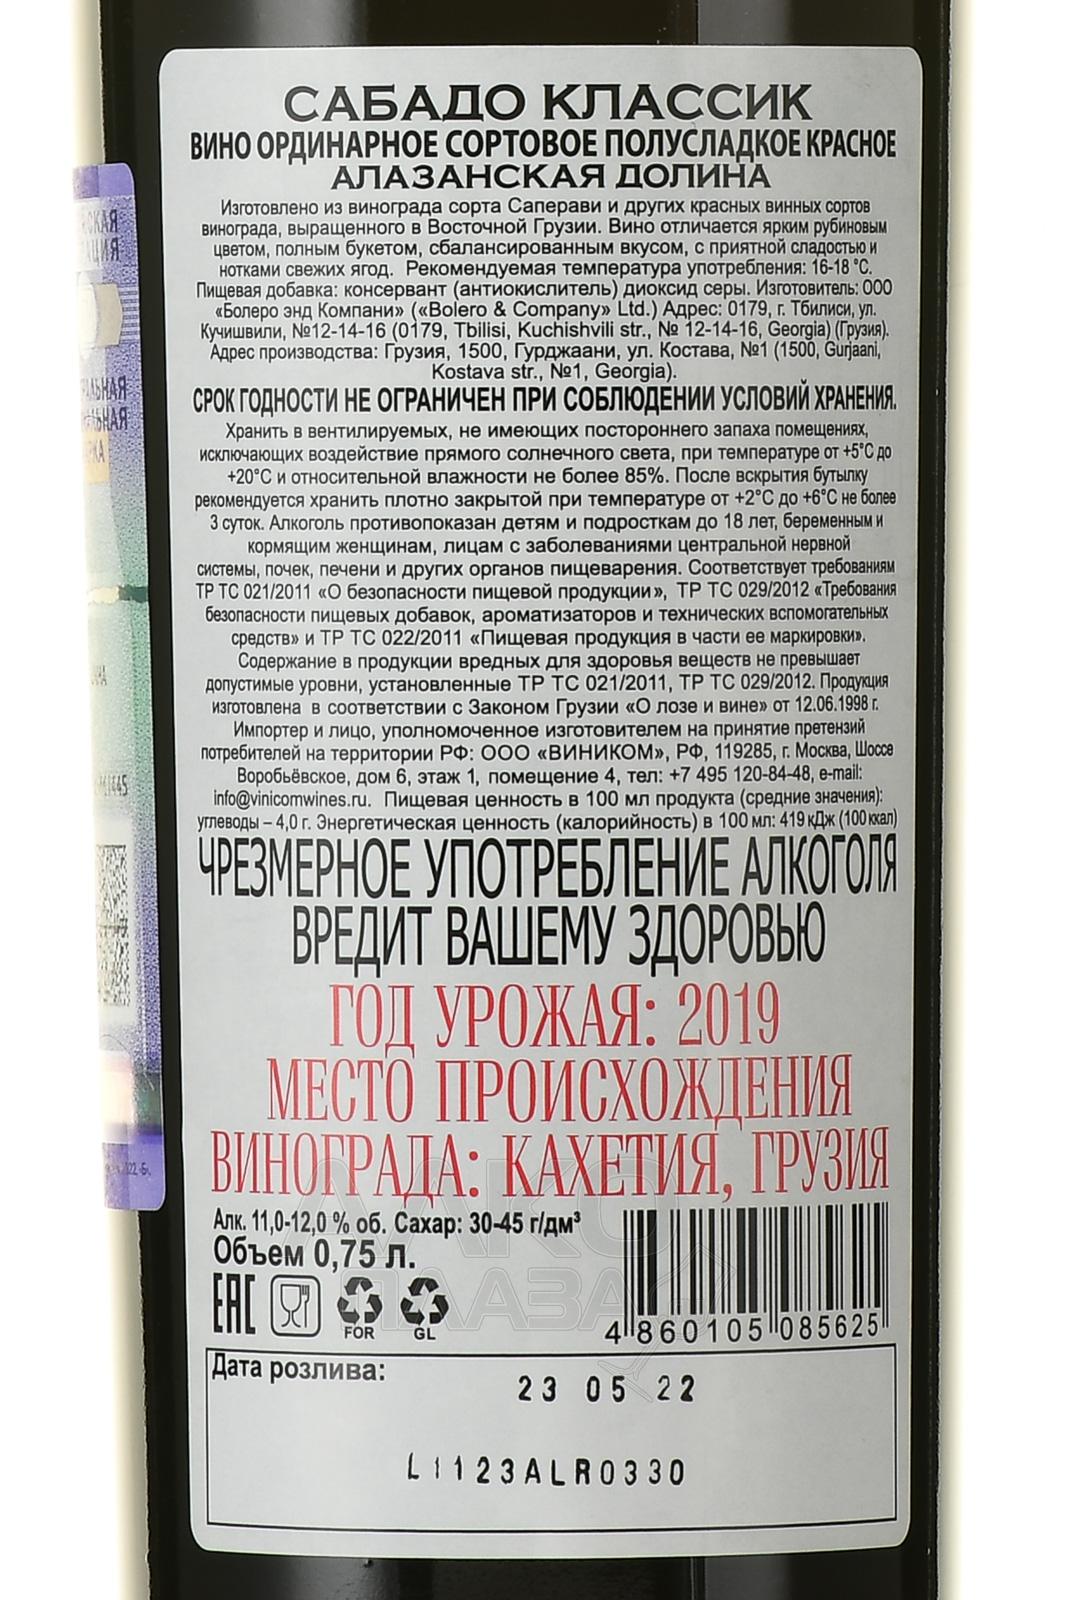 САБАДО КЛАССИК
ВИНО ОРДИНАРНОЕ СОРТОВОЕ ПОЛУСЛАДКОЕ КРАСНОЕ
АЛАЗАНСКАЯ ДОЛИНА
Изготовлено из винограда сорта Саперави и других красных винных сортов
винограда, выращенного в Восточной Грузии. Вино отличается ярким рубиновым
цветом, полным букетом, сбалансированным вкусом, с приятной сладостью и
нотками свежих ягод. Рекомендуемая температура употребления: 16-18 °С.
Пищевая добавка: консервант (антиокислитель) диоксид серы. Изготовитель: ООО
«Болеро энд Компани» («Bolero & Company» Ltd.) Адрес: 0179, г. Тбилиси, ул.
Кучишвили, №12-14-16 (0179, Tbilisi, Kuchishvili str., № 12-14-16, Georgia) (Грузия).
Адрес производства: Грузия, 1500, Гурджаани, ул. Костава, №1 (1500, Gurjaani,
Kostava str., №1, Georgia).
СРОК ГОДНОСТИ НЕ ОГРАНИЧЕН ПРИ СОБЛЮДЕНИИ УСЛОВИЙ ХРАНЕНИЯ.
Хранить в вентилируемых, не имеющих постороннего запаха помещениях,
исключающих воздействие прямого солнечного света, при температуре от +5°С до
+20°С и относительной влажности не более 85%. После вскрытия бутылку
рекомендуется хранить плотно закрытой при температуре от +2°С до +6°С не более
3 суток. Алкоголь противопоказан детям и подросткам до 18 лет, беременным и
кормящим женщинам, лицам с заболеваниями центральной нервной
системы, почек, печени и других органов пищеварения. Соответствует требованиям
ТР ТС 021/2011 «О безопасности пищевой продукции», ТР ТС 029/2012 «Требования
безопасности пищевых добавок, ароматизаторов и технических вспомогательных
средств» и ТР ТС 022/2011 «Пищевая продукция в части ее маркировки».
Содержание в продукции вредных для здоровья веществ не превышает
допустимые уровни, установленные ТР ТС 021/2011, ТР ТС 029/2012. Продукция
изготовлена в соответствии с Законом Грузии «О лозе и вине» от 12.06.1998 г.
Импортер и лицо, уполномоченное изготовителем на принятие претензий
потребителей на территории РФ: ООО «ВИНИКОМ», РФ, 119285, г. Москва, Шоссе
Воробьёвское, дом 6, этаж 1, помещение 4, тел: +7 495 120-84-48, e-mail:
info@vinicomwines.ru. Пищевая ценность в 100 мл продукта (средние значения):
углеводы – 4,0 г. Энергетическая ценность (калорийность) в 100 мл: 419 кДж (100 ккал)
ЧРЕЗМЕРНОЕ УПОТРЕБЛЕНИЕ АЛКОГОЛЯ
ВРЕДИТ ВАШЕМУ ЗДОРОВЬЮ
ГОД УРОЖАЯ: 2019
МЕСТО ПРОИСХОЖДЕНИЯ
ВИНОГРАДА: КАХЕТИЯ, ГРУЗИЯ
Алк. 11,0-12,0 % об. Сахар: 30-45 г/дм³
Объем 0,75 л.
EAC
FOR
GL
4 860105 085625
АЛКО
ПЛАЗА
Дата розлива:
23 05 22
L1123ALR0330